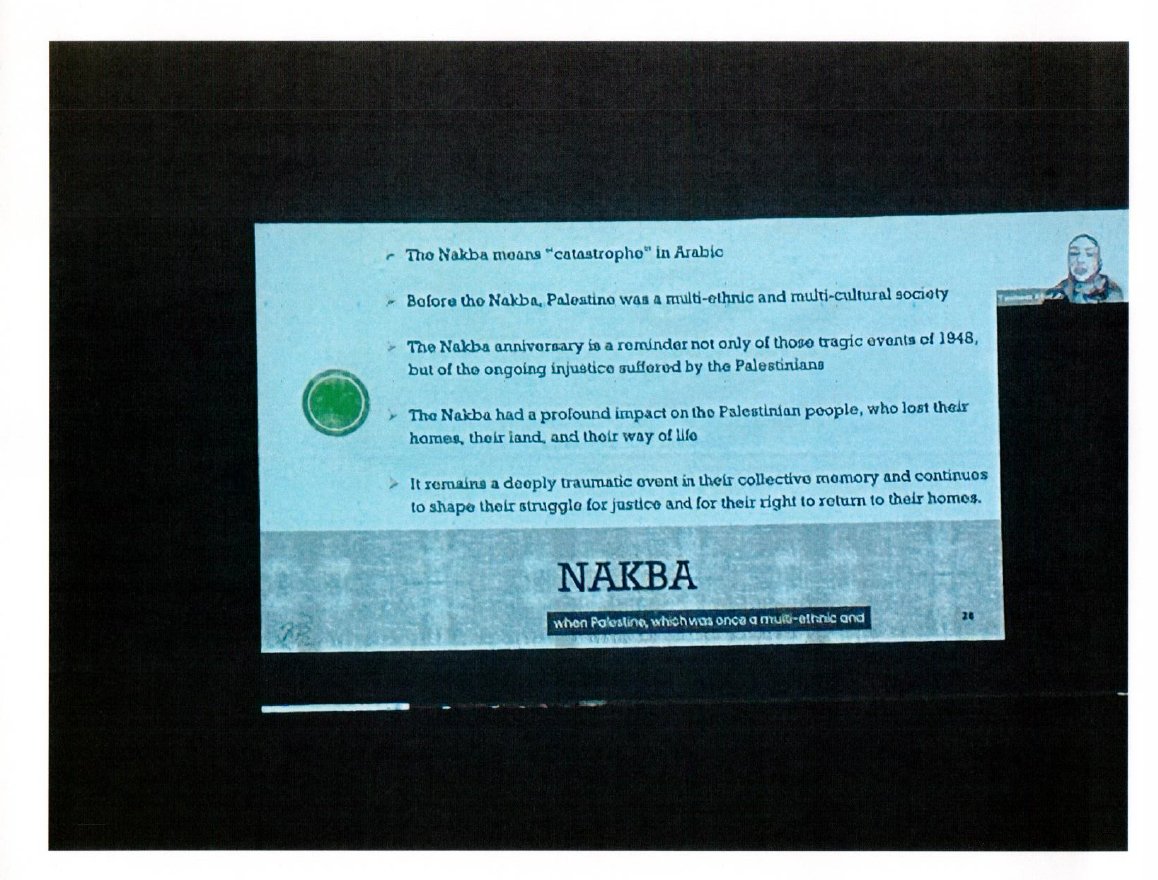 The Nakba means "catastrophe" in Arabic
Before the Nakba, Palestine was a multi-ethnic and multi-cultural society
The Nakba anniversary is a reminder not only of those tragic events of 1948,
but of the ongoing injustice suffered by the Palestinians
The Nakba had a profound impact on the Palestinian people, who lost their
homes, their land, and their way of life
It remains a deeply traumatic event in their collective memory and continues
to shape their struggle for justice and for their right to return to their homes.
NAKBA
when Palestine, which was once a multi-ethnic and